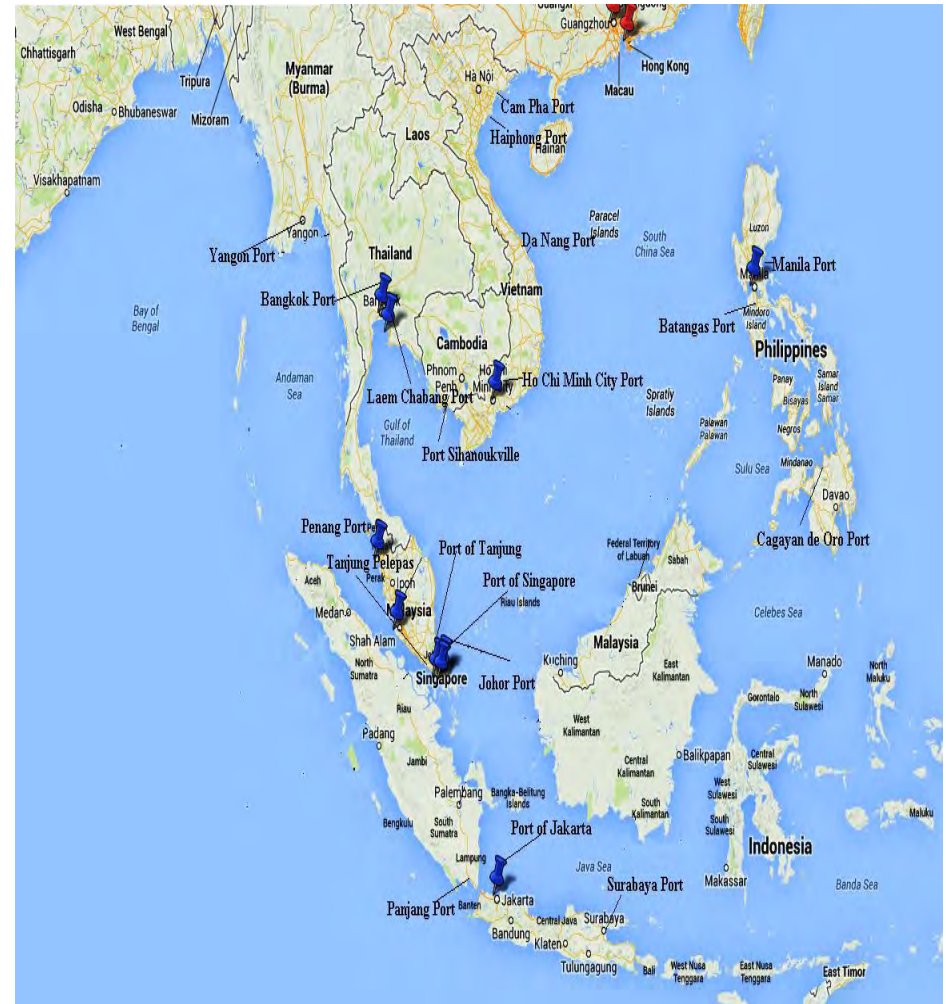 Guangzhou
Hong Kong
Macau
West Bengal
Chhattisgarh
Tripura
Myanmar
(Burma)
Hà Nội
Odisha
Bhubaneswar
Mizoram
Cam Pha Port
Laos
Haiphong Port
Hainan
Visakhapatnam
Yangon
Yangon Port
Thailand
Paracel
Islands
South
China Sea
Luzon
Da Nang Port
Manila Port
Bangkok Port
Vietnam
Bay of
Bengal
Mindoro
Island
Batangas Port
Philippines
Cambodia
Phnom
Penh
Ho Chi Minh City Port
Andaman
Sea
Laem Chabang Port
Gulf of
Thailand
Port Sihanoukville
Spratly
Islands
Panay
Samar
Island
Samar
Bisayas
Negros
Palawan
Palawan
Sulu Sea
Mindanao
Davao
Cagayan de Oro Port
Penang Port
Port of Tanjung
Tanjung Pelepas
Port of Singapore
Federal Territory
of Labuan
Sabah
Brunei
Aceh
Perak
Ipoh
Medan
Malaysia
Riau Islands
Shah Alam
Celebes Sea
Malaysia
North
Sumatra
Singapore
Johor Port
Kuching
East
Kalimantan
Manado
North
Maluku
Gorontalo
North
Sulawesi
Riau
West
Kalimantan
Padang
Jambi
Central
Kalimantan
Balikpapan
Central
Sulawesi
West
Sulawesi
Palembang
Bangka-Belitung
Islands
South
Kalimantan
South
Sulawesi
Maluku
Bengkulu
South
Sumatra
Port of Jakarta
Indonesia
Lampung
Java Sea
Makassar
Banda Sea
Surabaya Port
Panjang Port
Banten
Jakarta
Bandung
Central Java
Surabaya
Klaten
Tulungagung
Bali
West Nusa
Tenggara
East Nusa
Tenggara
East Timor